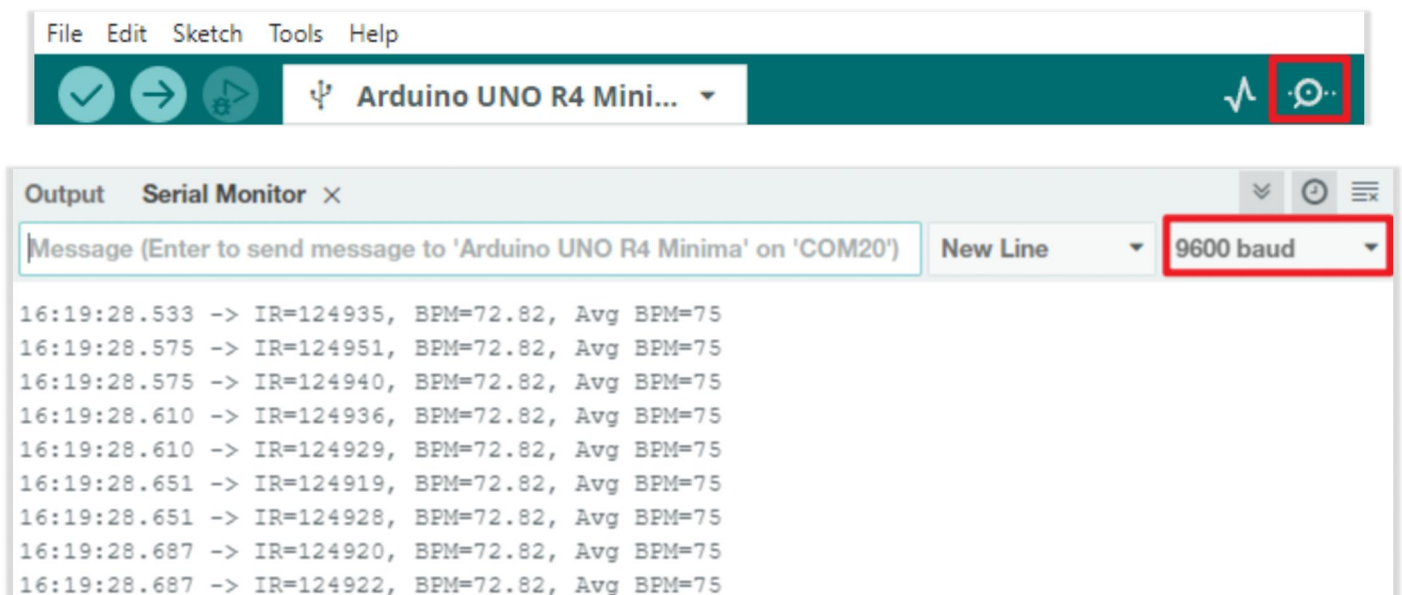 File Edit Sketch Tools Help
Arduino UNO R4 Mini...
Output Serial Monitor ×
Message (Enter to send message to 'Arduino UNO R4 Minima' on 'COM20') New Line 9600 baud
16:19:28.533 -> IR=124935, BPM=72.82, Avg BPM=75
16:19:28.575 -> IR=124951, BPM=72.82, Avg BPM=75
16:19:28.575 -> IR=124940, BPM=72.82, Avg BPM=75
16:19:28.610 -> IR=124936, BPM=72.82, Avg BPM=75
16:19:28.610 -> IR=124929, BPM=72.82, Avg BPM=75
16:19:28.651 -> IR=124919, BPM=72.82, Avg BPM=75
16:19:28.651 -> IR=124928, BPM=72.82, Avg BPM=75
16:19:28.687 -> IR=124920, BPM=72.82, Avg BPM=75
16:19:28.687 -> IR=124922, BPM=72.82, Avg BPM=75